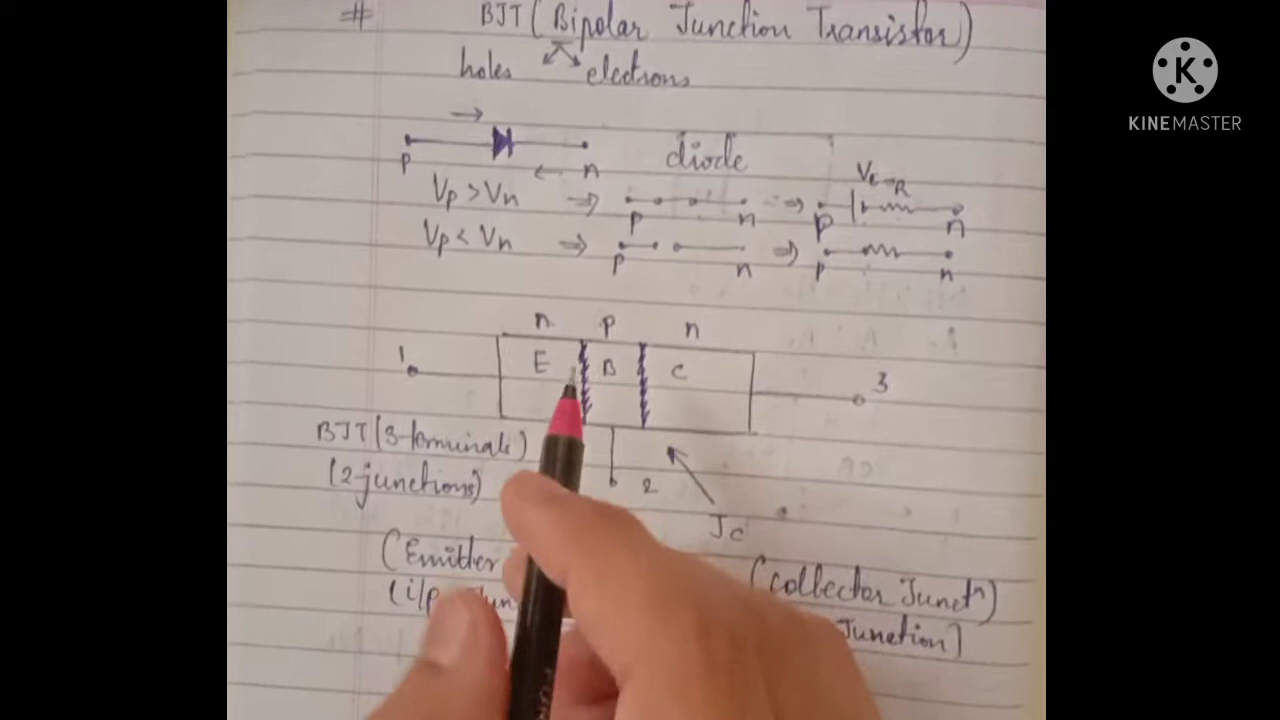 # BJT (Bipolar Junction Transistor)
holes electrons
p n diode
Vp > Vn ⇒ p n ⇒ p n
Vp < Vn ⇒ p n ⇒ p n
R
n p n
1 E B C 3
BJT (3-terminals)
(2-junctions)
2
Jc
(Emitter
(i/p
(collector Junctn)
Junction)
K
KINEMASTER